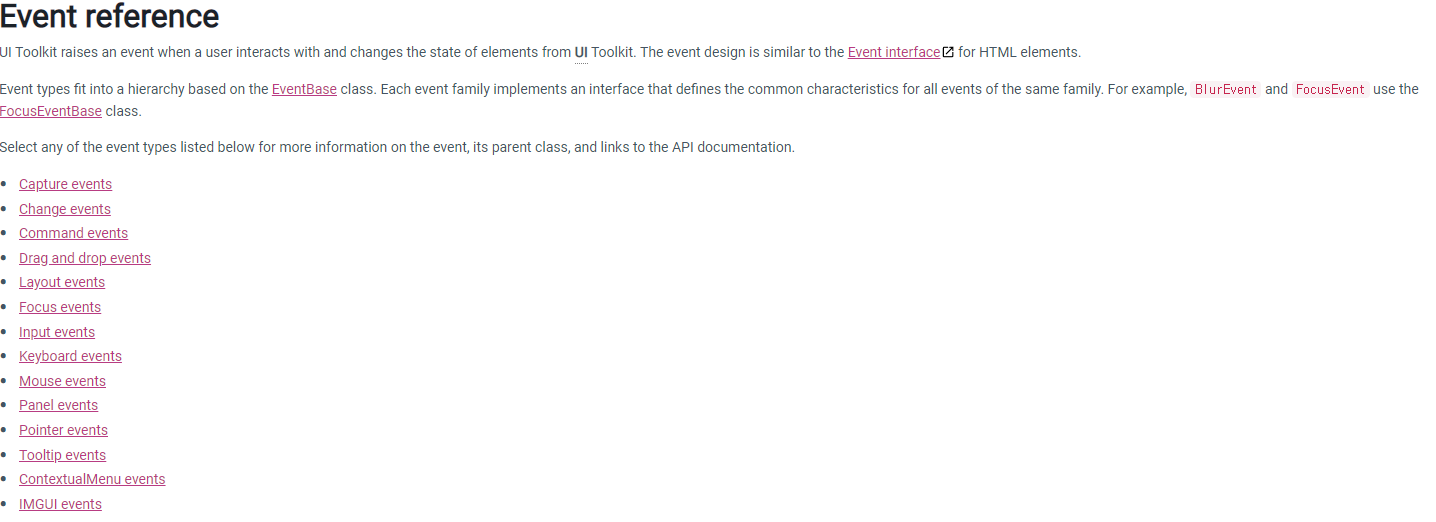 Event reference
UI Toolkit raises an event when a user interacts with and changes the state of elements from UI Toolkit. The event design is similar to the Event interface for HTML elements.
Event types fit into a hierarchy based on the EventBase class. Each event family implements an interface that defines the common characteristics for all events of the same family. For example, BlurEvent and FocusEvent use the
FocusEventBase class.
Select any of the event types listed below for more information on the event, its parent class, and links to the API documentation.
• Capture events
• Change events
• Command events
• Drag and drop events
• Layout events
• Focus events
• Input events
• Keyboard events
• Mouse events
• Panel events
• Pointer events
• Tooltip events
• ContextualMenu events
• IMGUI events